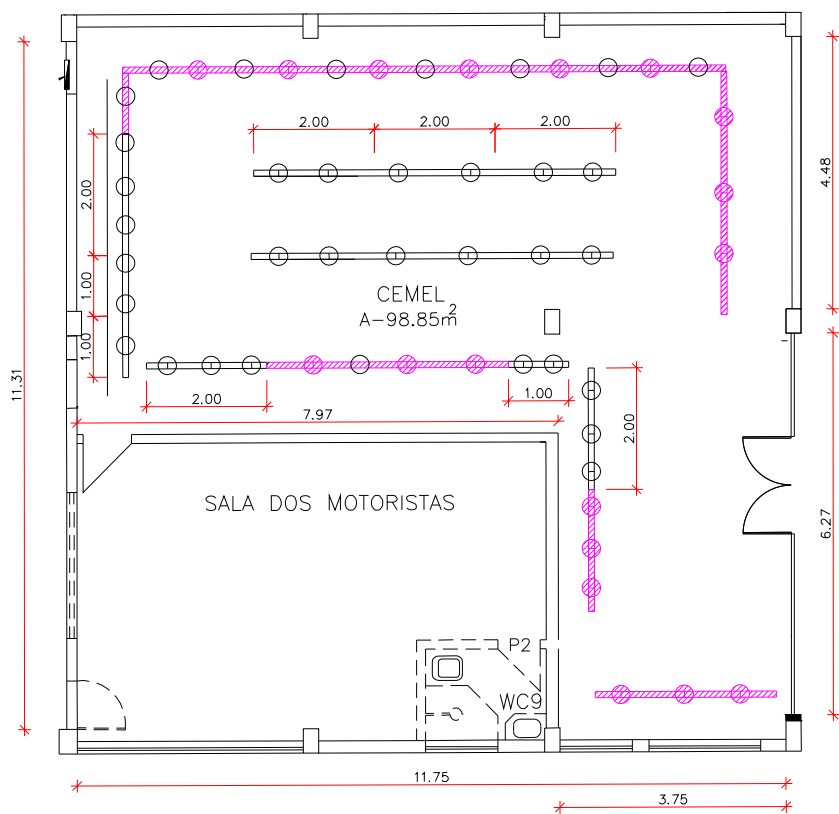 2.00 2.00 2.00
4.48
2.00
1.00
CEMEL
A-98.85m²
1.00
11.31
2.00
1.00
7.97
2.00
SALA DOS MOTORISTAS
6.27
P2
WC9
11.75
3.75